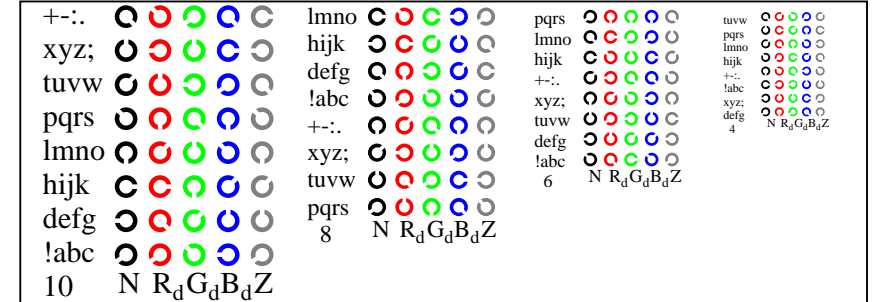 +-:.
xyz;
tuvw
pqrs
lmno
hijk
defg
!abc
10 N RdGdBdZ
lmno
hijk
defg
!abc
+-:.
xyz;
tuvw
pqrs
8 N RdGdBdZ
pqrs
lmno
hijk
+-:.
xyz;
tuvw
defg
!abc
6 N RdGdBdZ
tuvw
pqrs
lmno
hijk
+-:.
!abc
xyz;
defg
4 N RdGdBdZ